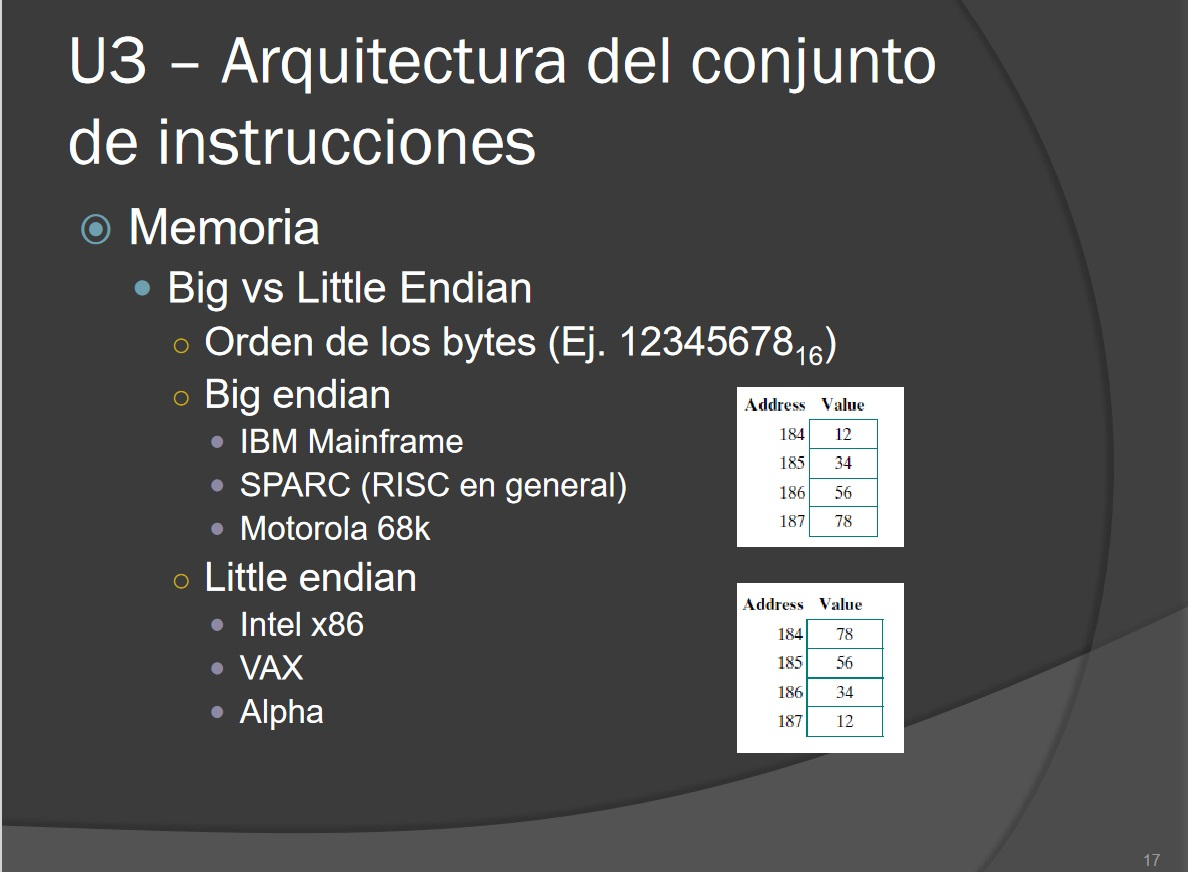 U3 – Arquitectura del conjunto
de instrucciones
Memoria
Big vs Little Endian
Orden de los bytes (Ej. 12345678₁₆)
Big endian
IBM Mainframe
SPARC (RISC en general)
Motorola 68k
Little endian
Intel x86
VAX
Alpha
Address Value
184 12
185 34
186 56
187 78
Address Value
184 78
185 56
186 34
187 12
17